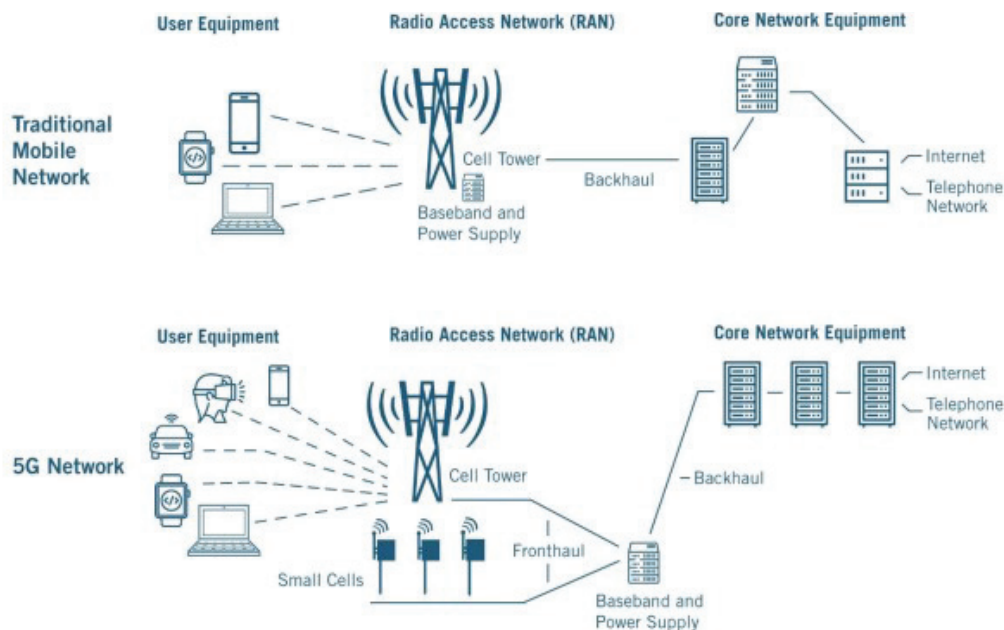 User Equipment
Radio Access Network (RAN)
Core Network Equipment
Traditional
Mobile
Network
Cell Tower
Backhaul
Baseband and
Power Supply
Internet
Telephone
Network
User Equipment
Radio Access Network (RAN)
Core Network Equipment
5G Network
Cell Tower
Small Cells
Fronthaul
Backhaul
Baseband and
Power Supply
Internet
Telephone
Network